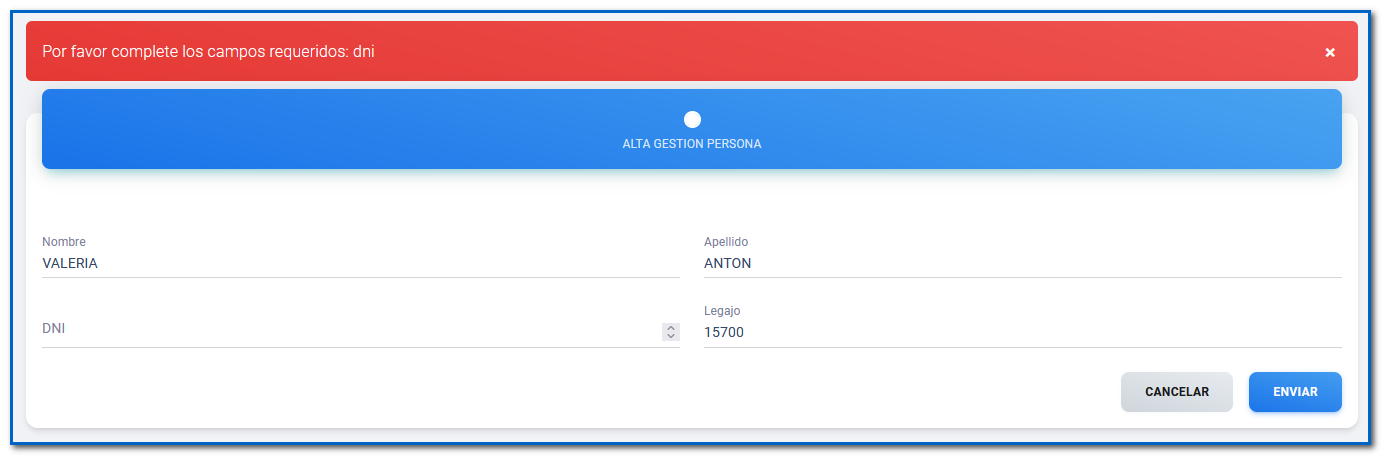 Por favor complete los campos requeridos: dni ×
ALTA GESTION PERSONA
Nombre
VALERIA
Apellido
ANTON
DNI
Legajo
15700
CANCELAR
ENVIAR